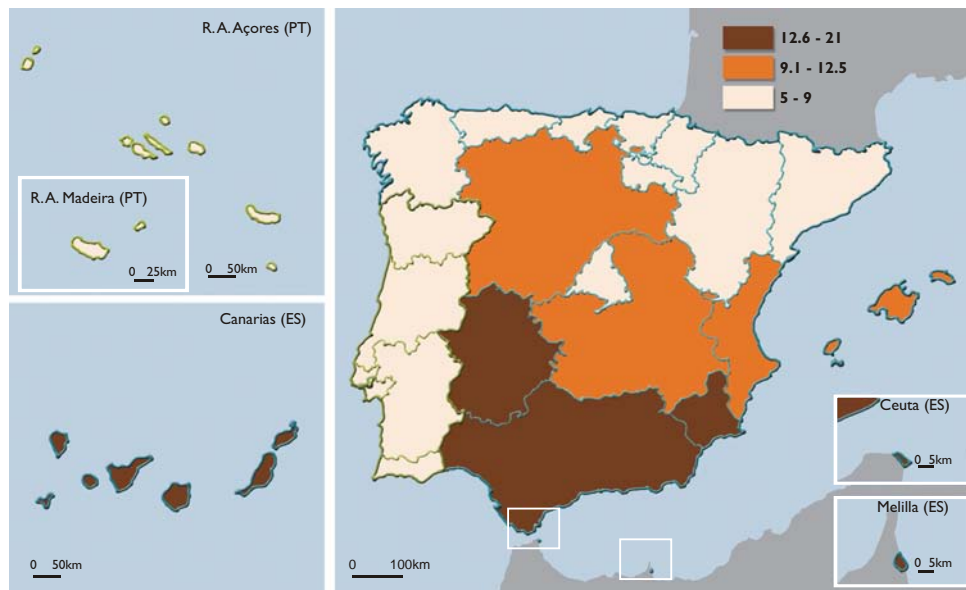 R.A.Açores (PT)
R.A. Madeira (PT)
0 25km
0 50km
Canarias (ES)
0 50km
12.6 - 21
9.1 - 12.5
5 - 9
0 100km
Ceuta (ES)
0 5km
Melilla (ES)
0 5km